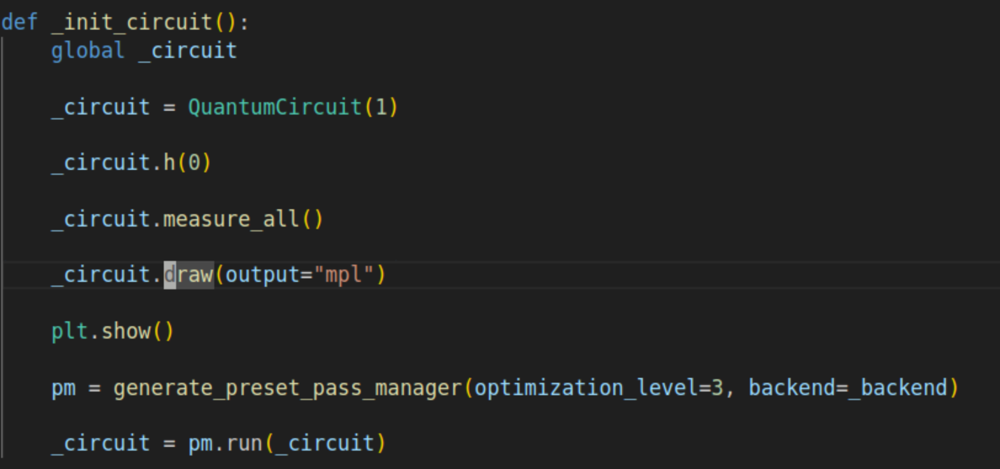 def _init_circuit():
    global _circuit

    _circuit = QuantumCircuit(1)

    _circuit.h(0)

    _circuit.measure_all()

    _circuit.draw(output="mpl")

    plt.show()

    pm = generate_preset_pass_manager(optimization_level=3, backend=_backend)

    _circuit = pm.run(_circuit)